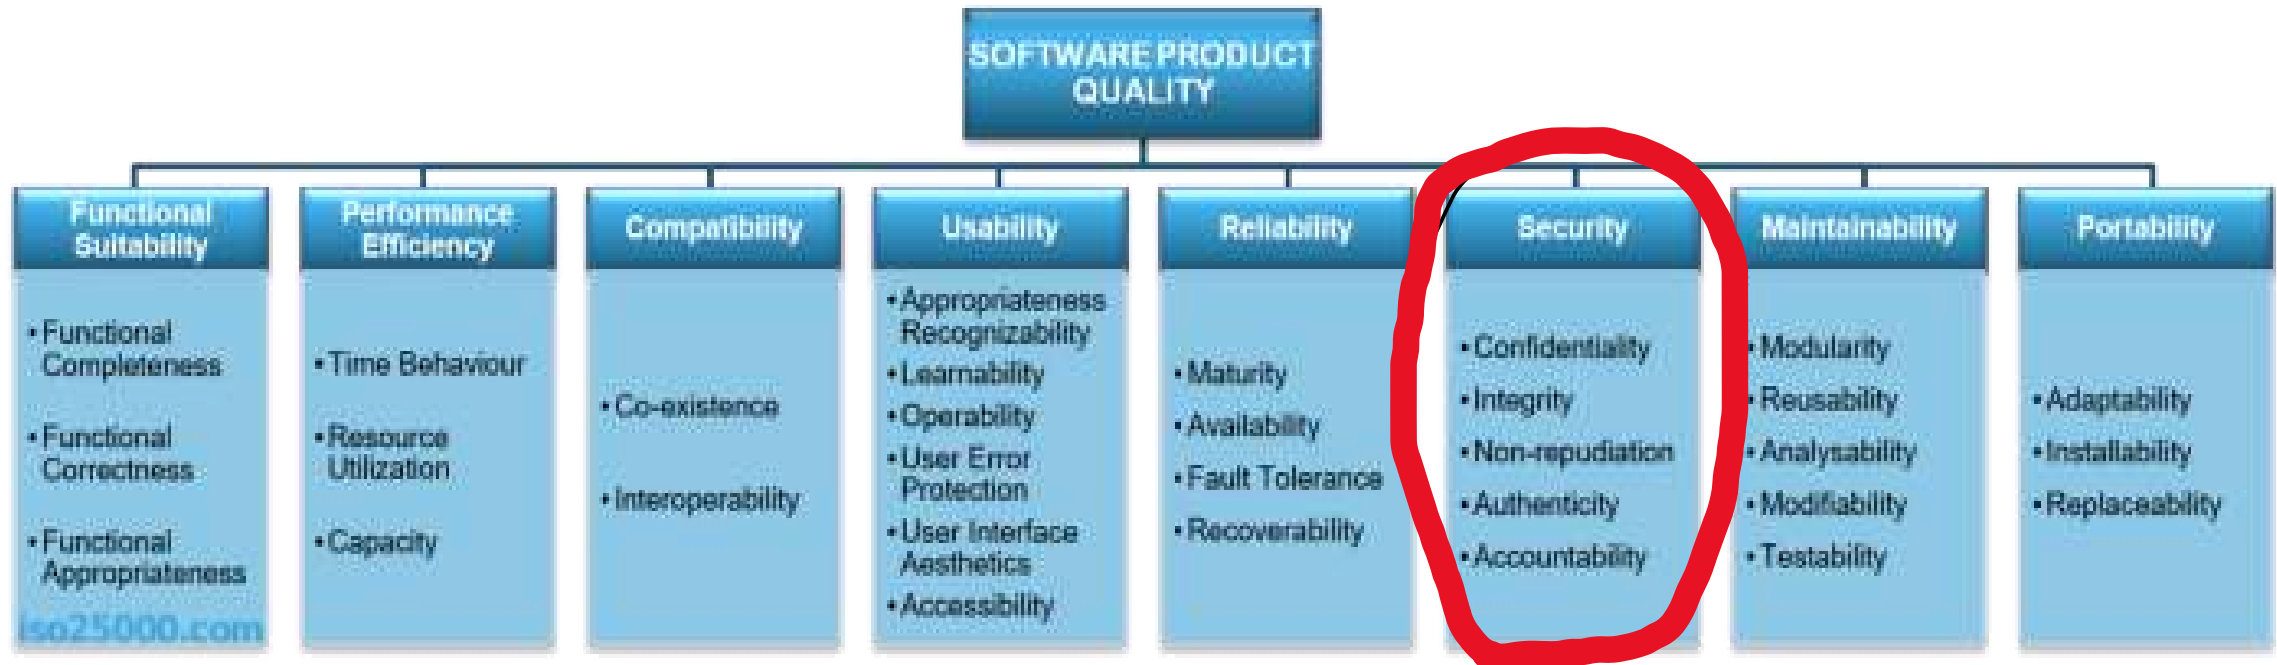 SOFTWARE PRODUCT
QUALITY
Functional
Suitability
• Functional
Completeness
• Functional
Correctness
• Functional
Appropriateness
iso25000.com
Performance
Efficiency
• Time Behaviour
• Resource
Utilization
• Capacity
Compatibility
• Co-existence
• Interoperability
Usability
• Appropriateness
Recognizability
• Learnability
• Operability
• User Error
Protection
• User Interface
Aesthetics
• Accessibility
Reliability
• Maturity
• Availability
• Fault Tolerance
• Recoverability
Security
• Confidentiality
• Integrity
• Non-repudiation
• Authenticity
• Accountability
Maintainability
• Modularity
• Reusability
• Analysability
• Modifiability
• Testability
Portability
• Adaptability
• Installability
• Replaceability